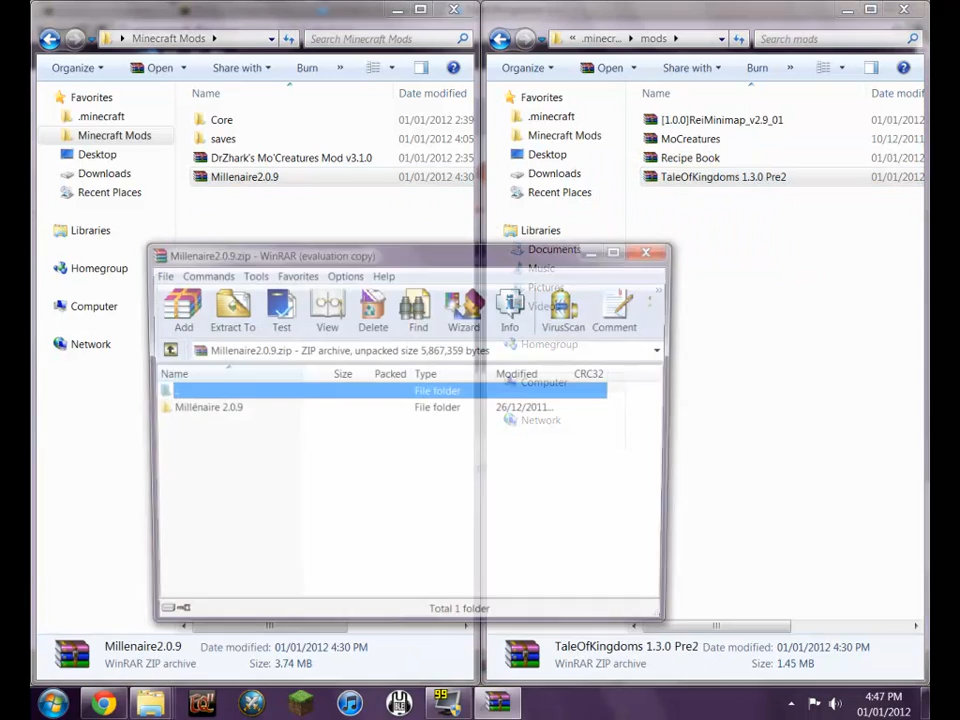 Minecraft Mods
Search Minecraft Mods
Organize
Open
Share with
Burn
»
Favorites
.minecraft
Minecraft Mods
Desktop
Downloads
Recent Places
Libraries
Homegroup
Computer
Network
Name
Date modified
Core
01/01/2012 2:39
saves
01/01/2012 4:05
DrZhark's Mo'Creatures Mod v3.1.0
01/01/2012 2:35
Millenaire2.0.9
01/01/2012 4:30
« .minecr...
mods
Search mods
Organize
Open
Share with
Burn
»
Favorites
.minecraft
Minecraft Mods
Desktop
Downloads
Recent Places
Libraries
Documents
Music
Pictures
Homegroup
Computer
Network
Name
Date modified
[1.0.0]ReiMinimap_v2.9_01
01/01/2012
MoCreatures
10/12/2011
Recipe Book
01/01/2012
TaleOfKingdoms 1.3.0 Pre2
01/01/2012
Millenaire2.0.9.zip - WinRAR (evaluation copy)
File Commands Tools Favorites Options Help
Add Extract To Test View Delete Find Wizard Info VirusScan Comment
»
Millenaire2.0.9.zip - ZIP archive, unpacked size 5,867,359 bytes
Name Size Packed Type Modified CRC32
File folder
Millénaire 2.0.9 File folder 26/12/2011...
Total 1 folder
Millenaire2.0.9 Date modified: 01/01/2012 4:30 PM
WinRAR ZIP archive Size: 3.74 MB
TaleOfKingdoms 1.3.0 Pre2 Date modified: 01/01/2012 4:30 PM
WinRAR ZIP archive Size: 1.45 MB
99
4:47 PM
01/01/2012